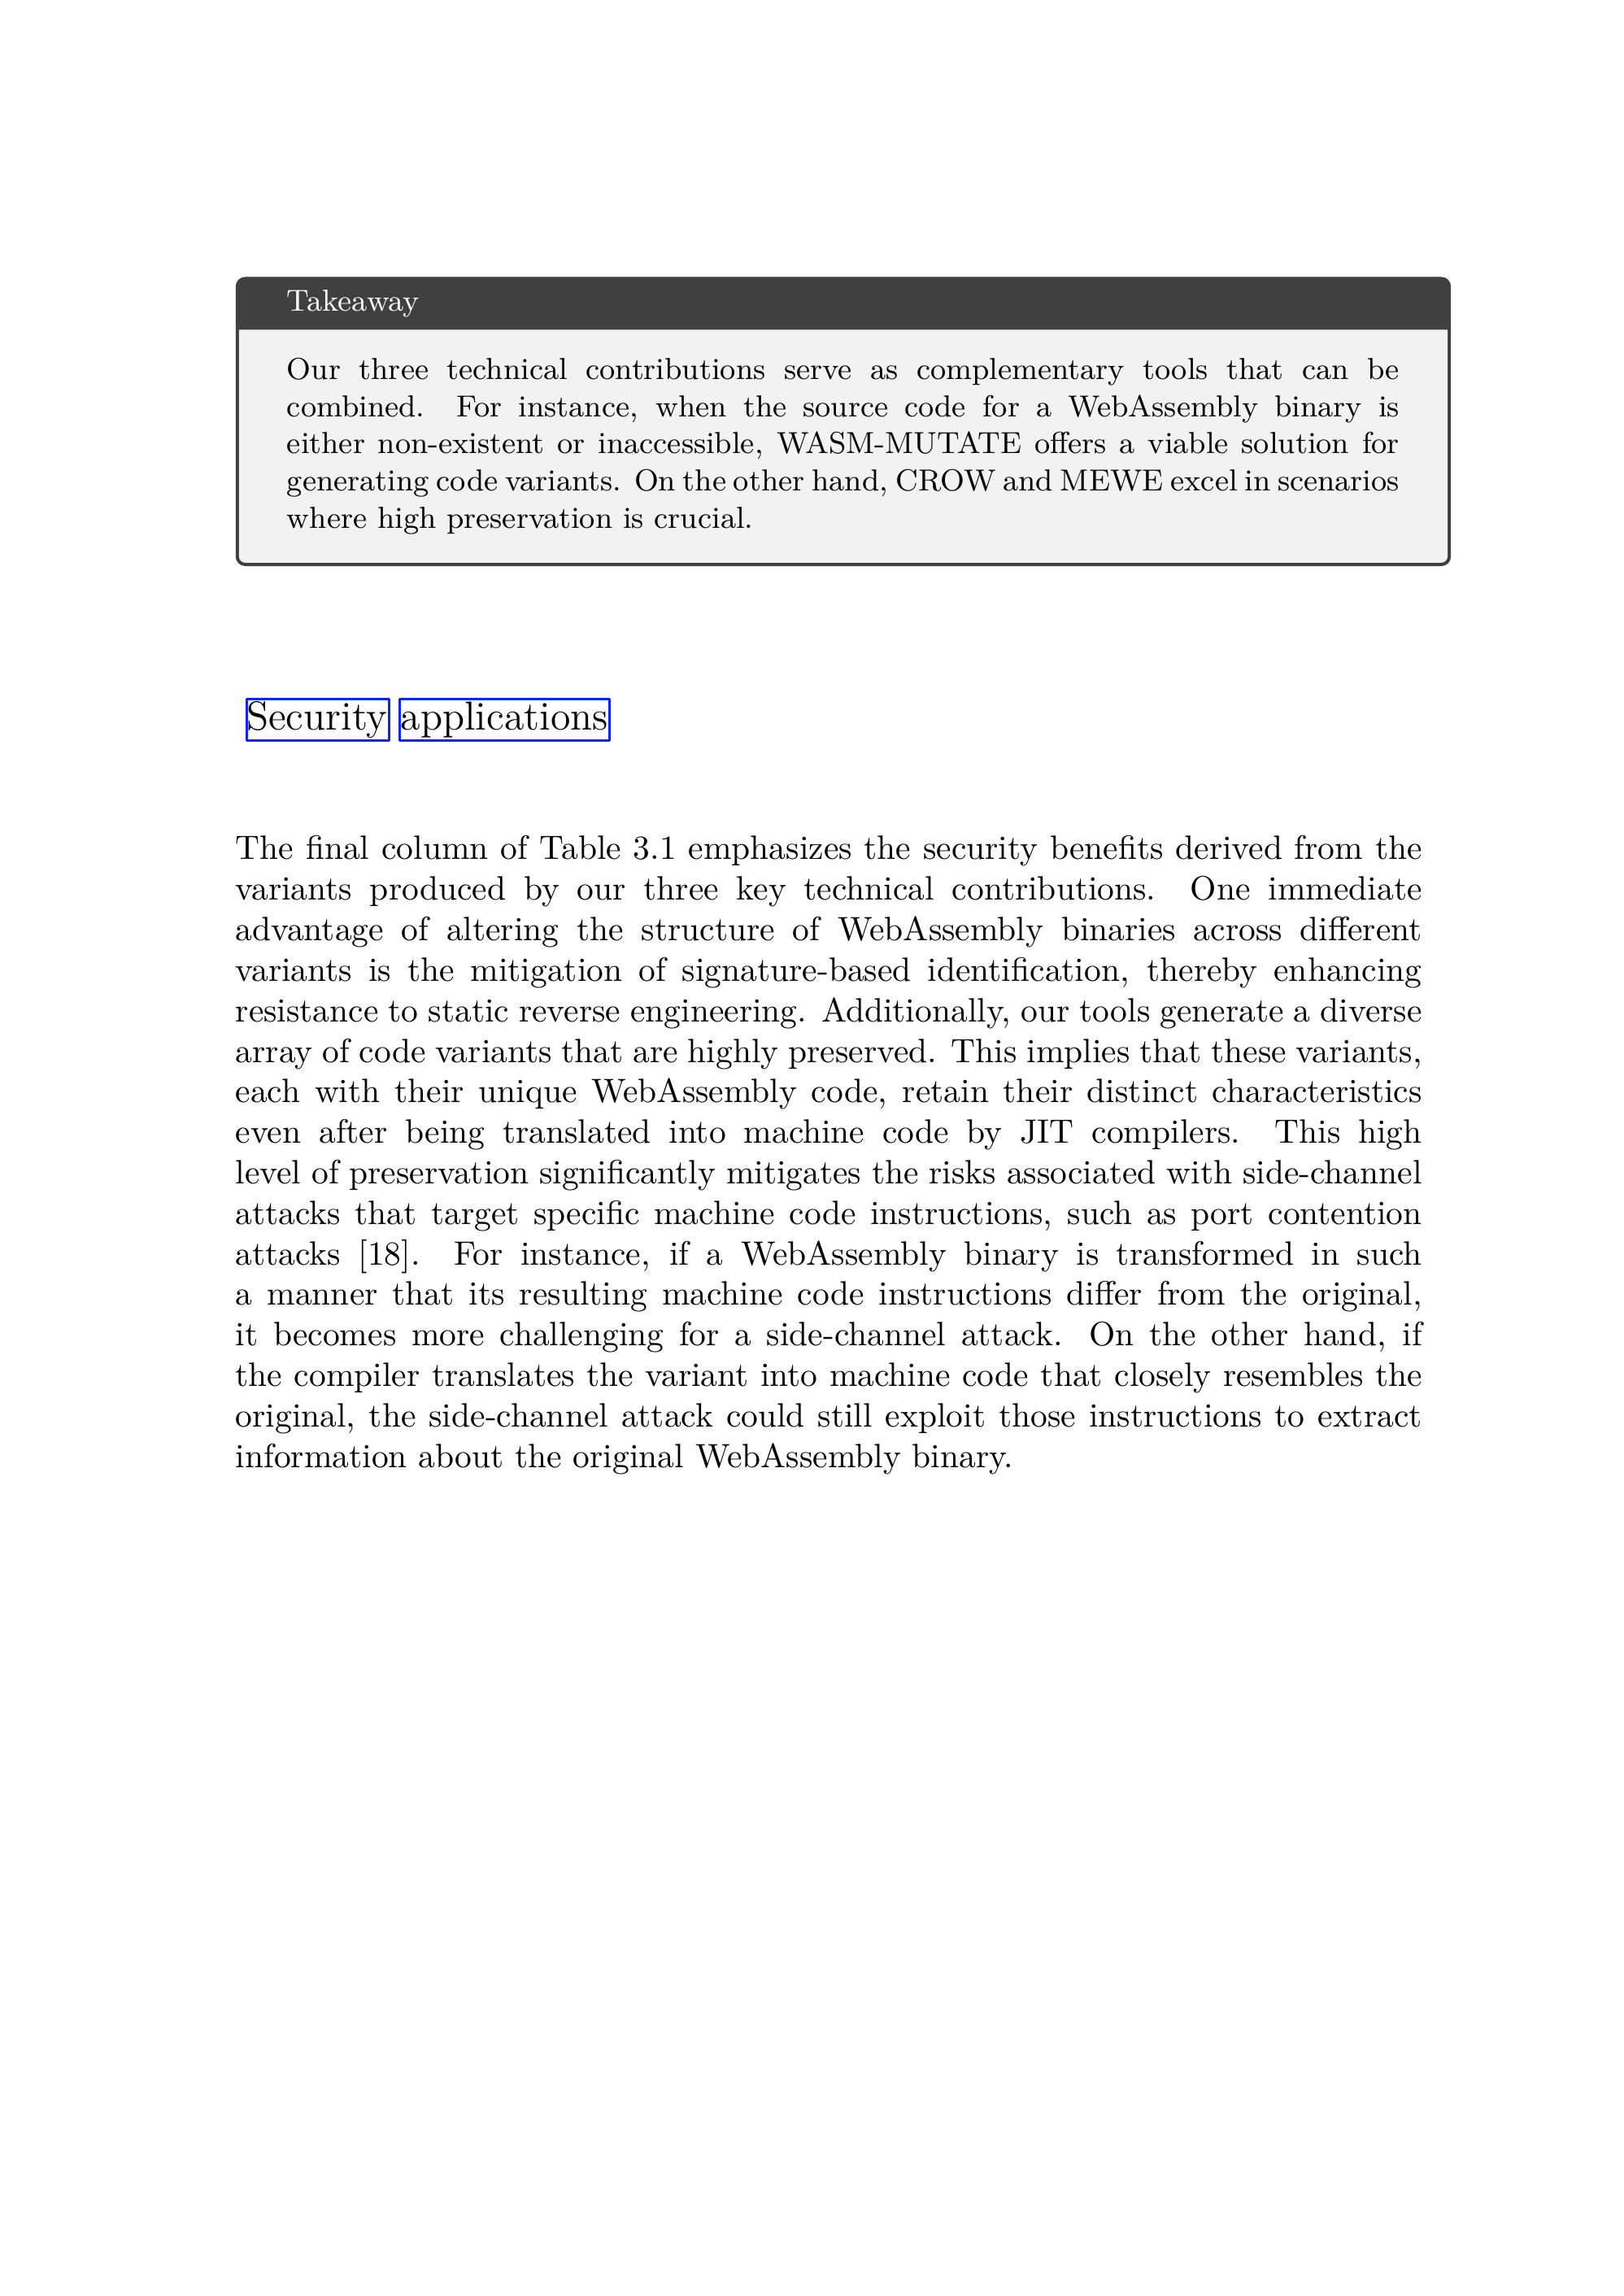 Takeaway
Our three technical contributions serve as complementary tools that can be
combined. For instance, when the source code for a WebAssembly binary is
either non-existent or inaccessible, WASM-MUTATE offers a viable solution for
generating code variants. On the other hand, CROW and MEWE excel in scenarios
where high preservation is crucial.
Security applications
The final column of Table 3.1 emphasizes the security benefits derived from the
variants produced by our three key technical contributions. One immediate
advantage of altering the structure of WebAssembly binaries across different
variants is the mitigation of signature-based identification, thereby enhancing
resistance to static reverse engineering. Additionally, our tools generate a diverse
array of code variants that are highly preserved. This implies that these variants,
each with their unique WebAssembly code, retain their distinct characteristics
even after being translated into machine code by JIT compilers. This high
level of preservation significantly mitigates the risks associated with side-channel
attacks that target specific machine code instructions, such as port contention
attacks [18]. For instance, if a WebAssembly binary is transformed in such
a manner that its resulting machine code instructions differ from the original,
it becomes more challenging for a side-channel attack. On the other hand, if
the compiler translates the variant into machine code that closely resembles the
original, the side-channel attack could still exploit those instructions to extract
information about the original WebAssembly binary.